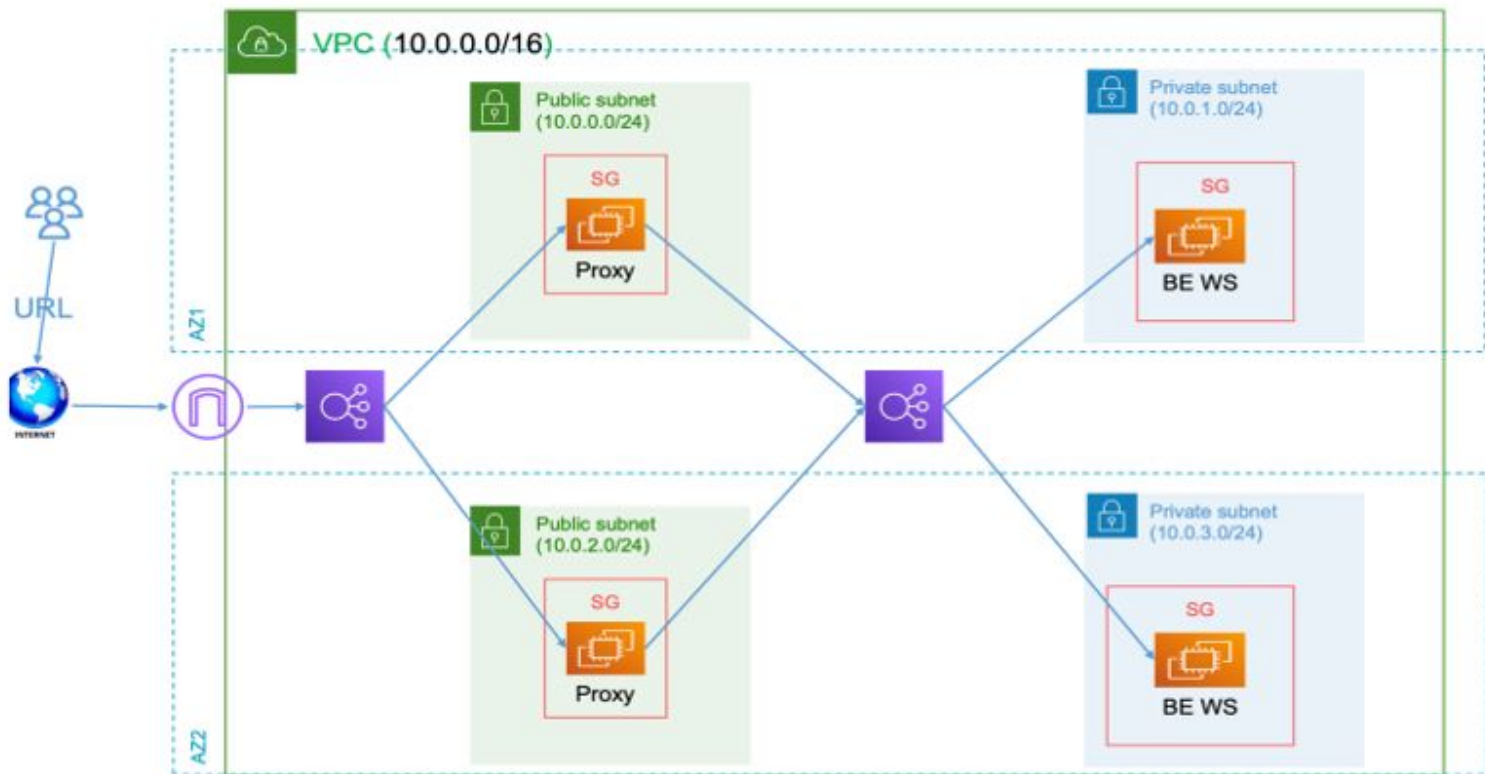 VPC (10.0.0.0/16)
Public subnet
(10.0.0.0/24)
SG
Proxy
Private subnet
(10.0.1.0/24)
SG
BE WS
URL
AZ1
INTERNET
Public subnet
(10.0.2.0/24)
SG
Proxy
Private subnet
(10.0.3.0/24)
SG
BE WS
AZ2